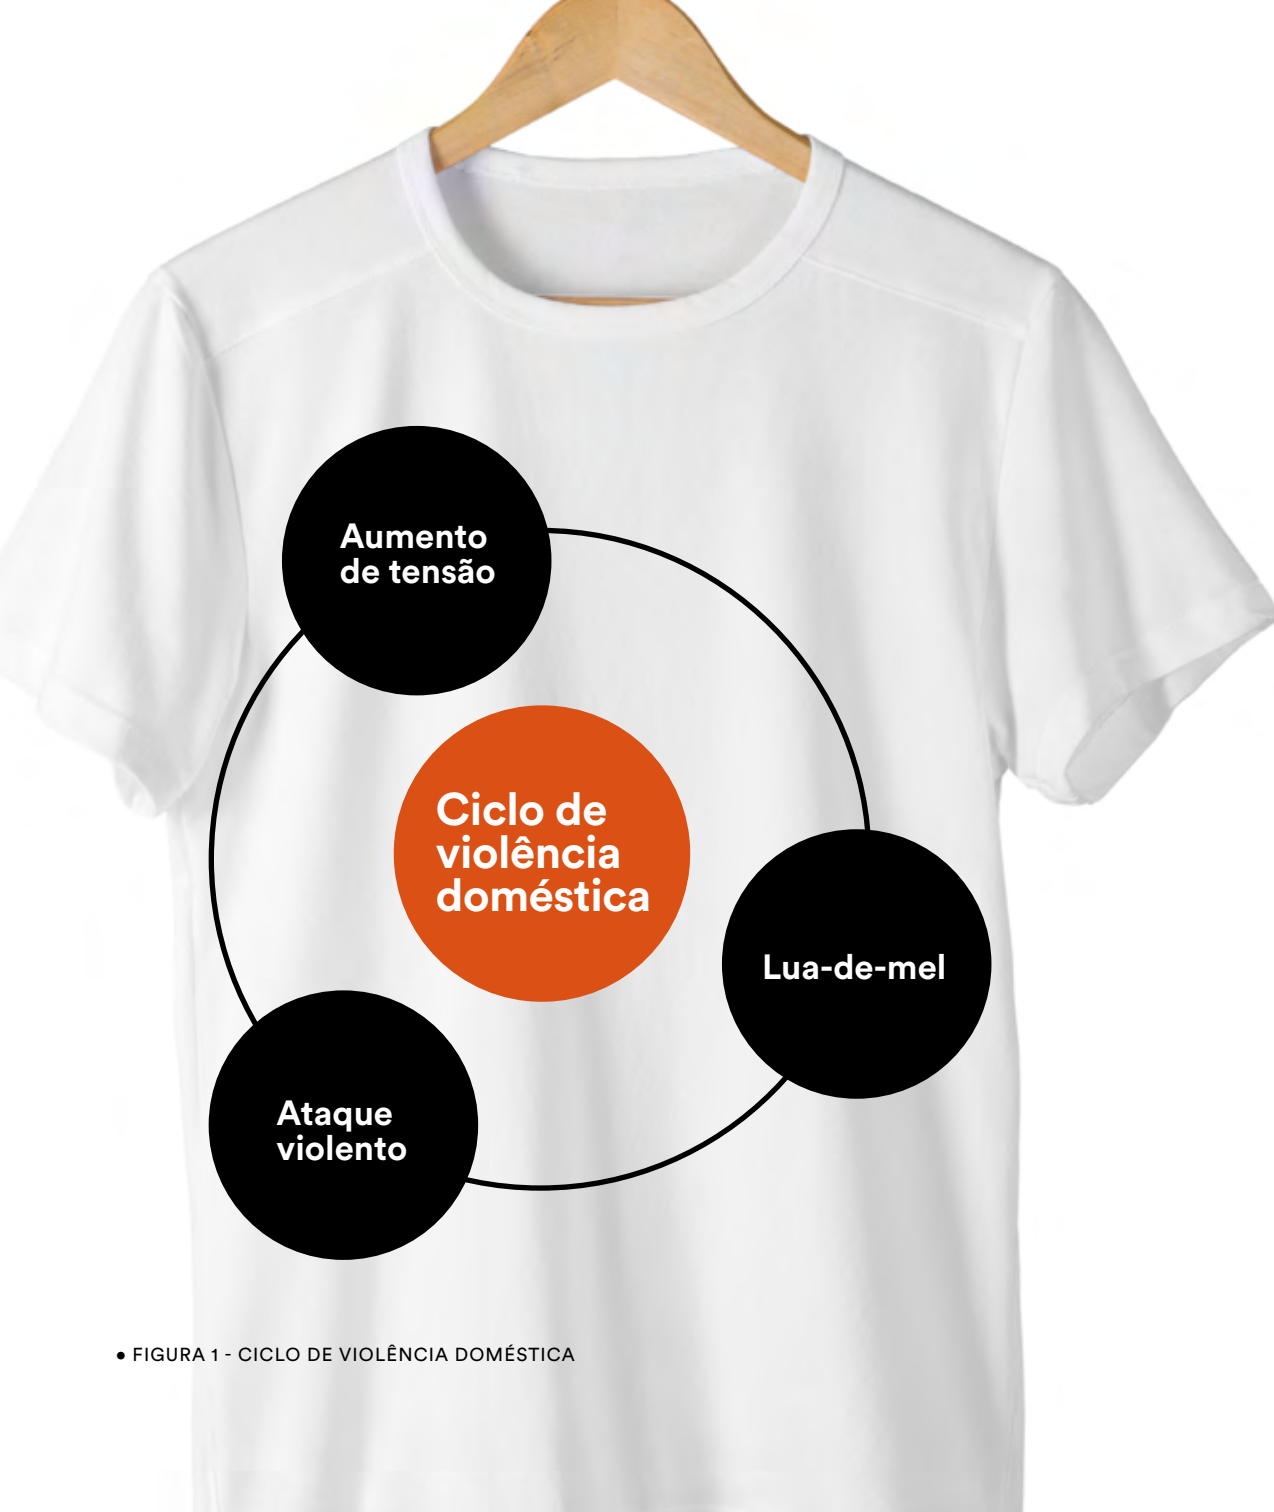 Aumento
de tensão
Ciclo de
violência
doméstica
Lua-de-mel
Ataque
violento
• FIGURA 1 - CICLO DE VIOLÊNCIA DOMÉSTICA